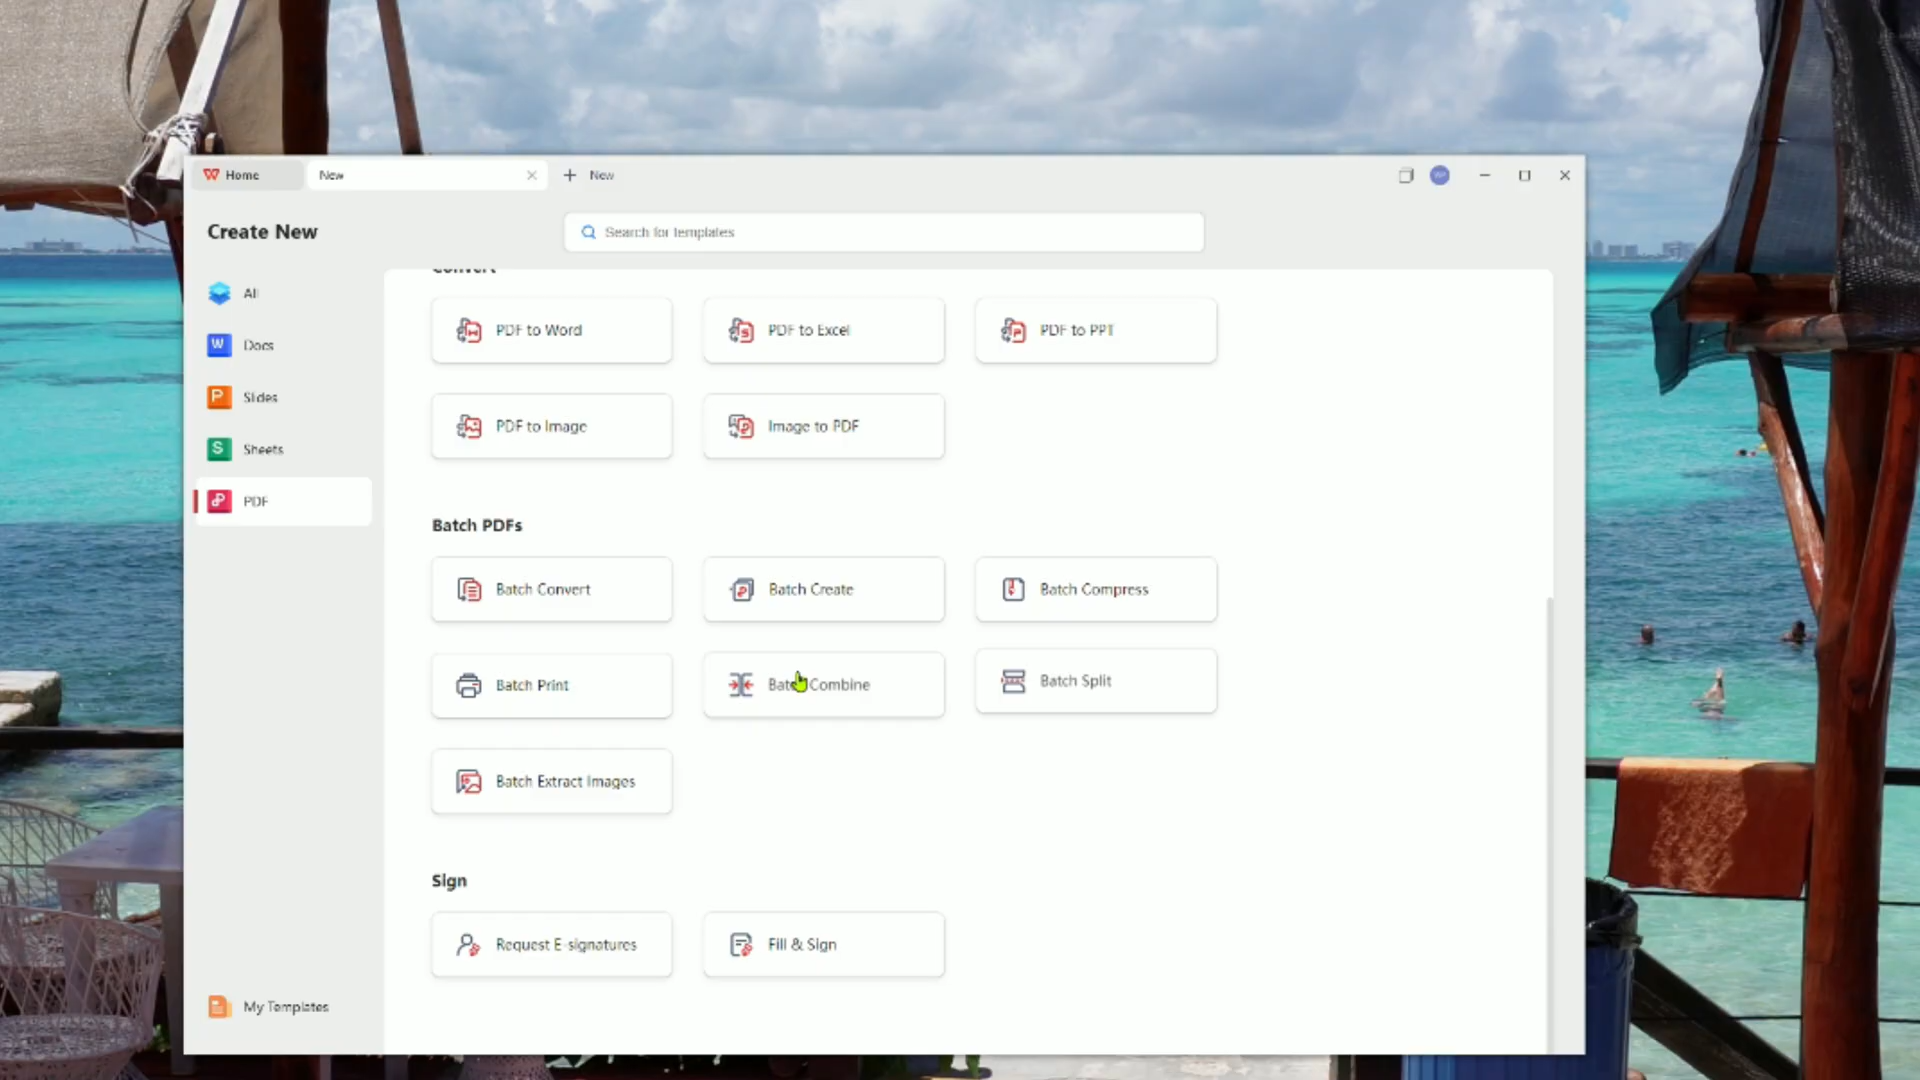 Home
New
New
Create New
Search for templates
All
Docs
Slides
Sheets
PDF
My Templates
Convert
PDF to Word
PDF to Excel
PDF to PPT
PDF to Image
Image to PDF
Batch PDFs
Batch Convert
Batch Create
Batch Compress
Batch Print
Batch Combine
Batch Split
Batch Extract Images
Sign
Request E-signatures
Fill & Sign